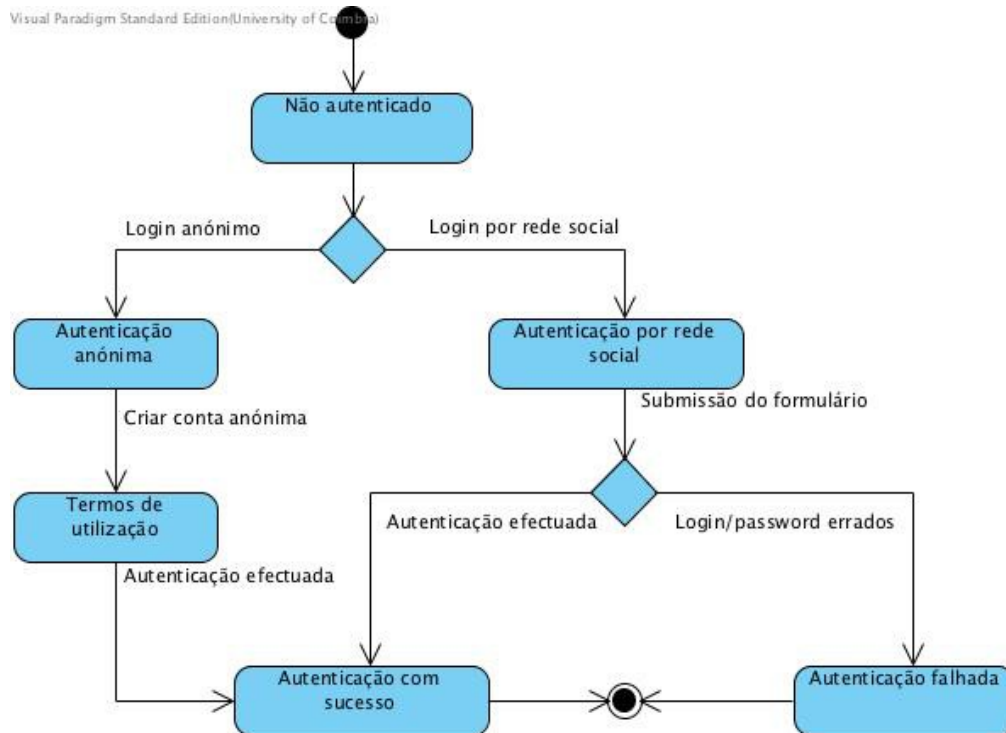 Visual Paradigm Standard Edition(University of Coimbra)
Não autenticado
Login anónimo
Login por rede social
Autenticação
anónima
Autenticação por rede
social
Criar conta anónima
Submissão do formulário
Termos de
utilização
Autenticação efectuada
Login/password errados
Autenticação efectuada
Autenticação com
sucesso
Autenticação falhada